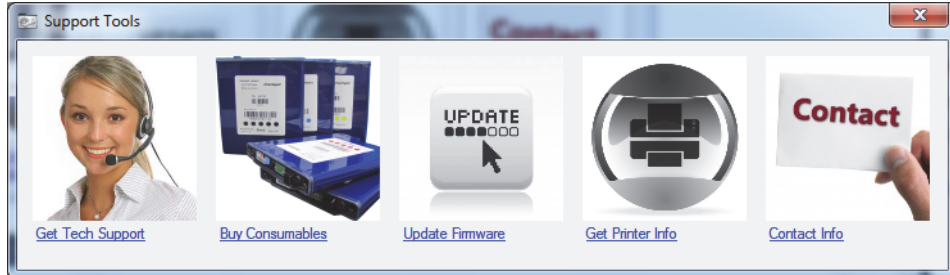 Support Tools
UPDATE
Contact
Get Tech Support
Buy Consumables
Update Firmware
Get Printer Info
Contact Info